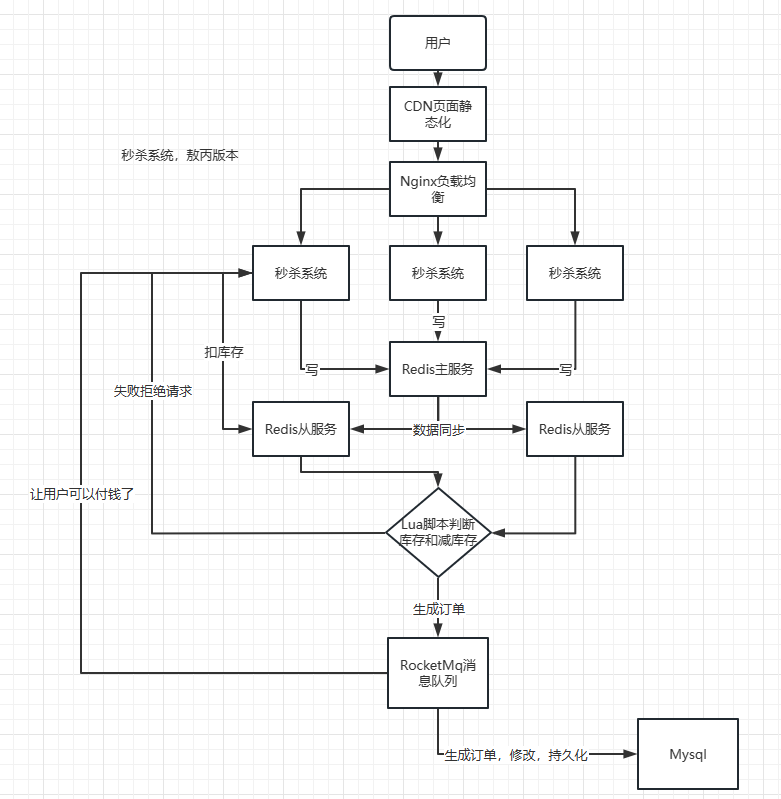 用户
CDN页面静
态化
秒杀系统，敖丙版本
Nginx负载均
衡
秒杀系统
秒杀系统
秒杀系统
写
扣库存
写
Redis主服务
写
失败拒绝请求
Redis从服务
数据同步
Redis从服务
让用户可以付钱了
Lua脚本判断
库存和减库存
生成订单
RocketMq消
息队列
生成订单，修改，持久化
Mysql